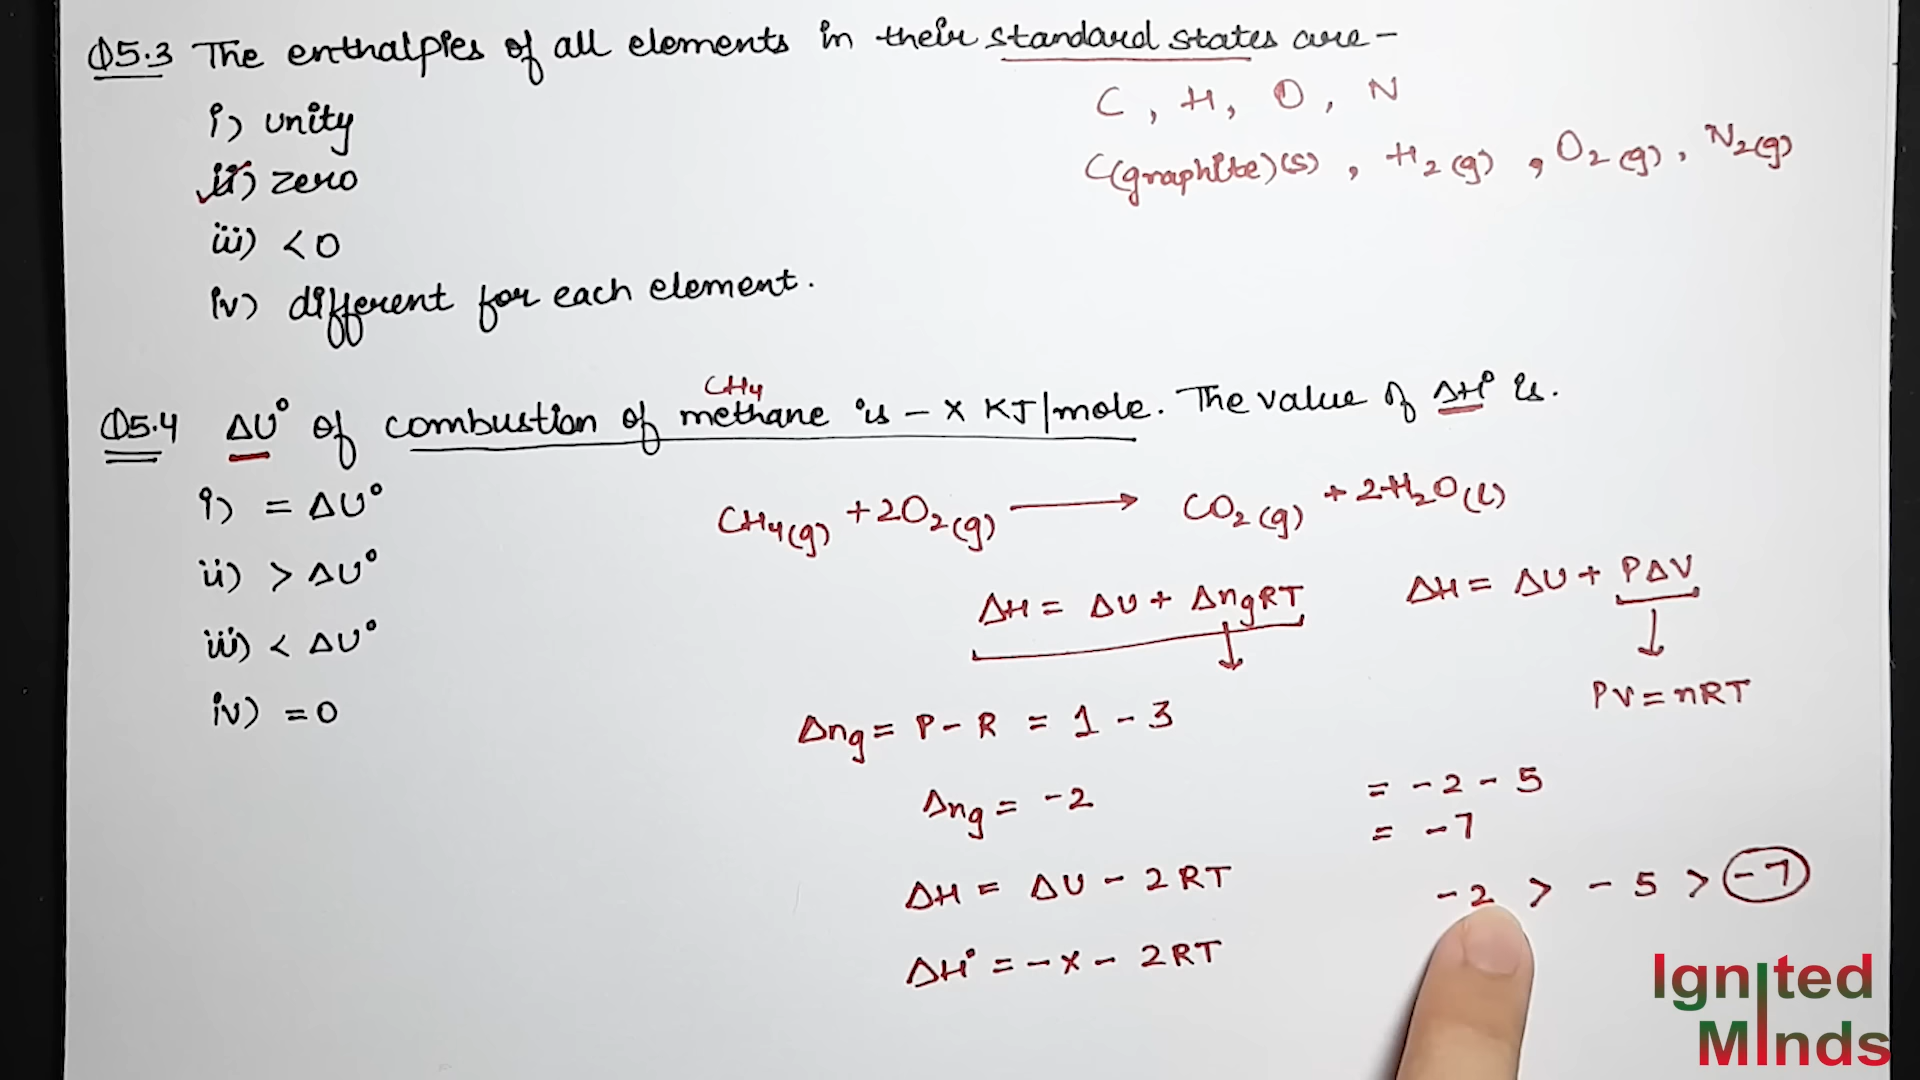 Q5.3 The enthalpies of all elements in their standard states are-
i) unity
ii) zero
iii) <0
iv) different for each element.
C, H, O, N
C(graphite)(s), H₂(g), O₂(g), N₂(g)
CH₄
Q5.4 ΔU° of combustion of methane is - X KJ/mole. The value of ΔH° is.
i) = ΔU°
ii) > ΔU°
iii) < ΔU°
iv) = 0
CH₄(g) + 2O₂(g) ⟶ CO₂(g) + 2H₂O(l)
ΔH = ΔU + ΔngRT
ΔH = ΔU + PΔV
PV = nRT
Δng = P - R = 1 - 3
Δng = -2
= -2 - 5
= -7
ΔH = ΔU - 2RT
-2 > -5 > -7
ΔH° = -X - 2RT
Ignited
Minds